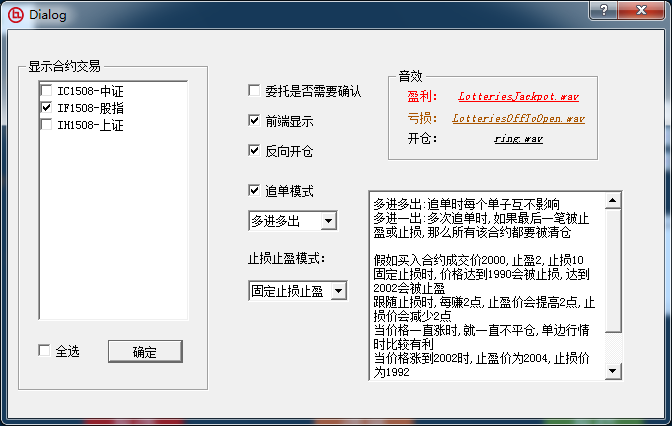 Dialog
显示合约交易
IC1508-中证
IF1508-股指
IH1508-上证
全选
确定
委托是否需要确认
前端显示
反向开仓
追单模式
多进多出
止损止盈模式:
固定止损止盈
音效
盈利: LotteriesJackpot.wav
亏损: LotteriesOffToOpen.wav
开仓: ring.wav
多进多出:追单时每个单子互不影响
多进一出:多次追单时,如果最后一笔被止
盈或止损,那么所有该合约都要被清仓
假如买入合约成交价2000,止盈2,止损10
固定止损时,价格达到1990会被止损,达到
2002会被止盈
跟随止损时,每赚2点,止盈价会提高2点,止
损价会减少2点
当价格一直涨时,就一直不平仓,单边行情
时比较有利
当价格涨到2002时,止盈价为2004,止损价
为1992